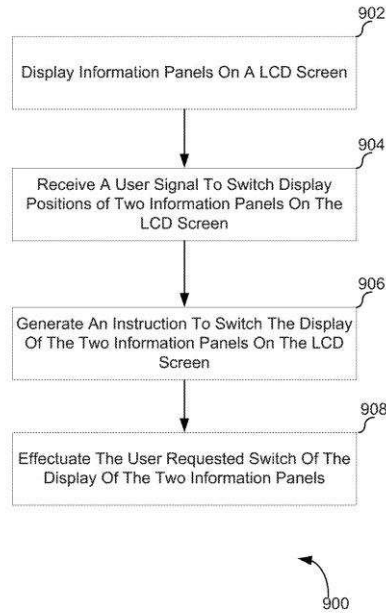 902
Display Information Panels On A LCD Screen
904
Receive A User Signal To Switch Display
Positions of Two Information Panels On The
LCD Screen
906
Generate An Instruction To Switch The Display
Of The Two Information Panels On The LCD
Screen
908
Effectuate The User Requested Switch Of The
Display Of The Two Information Panels
900